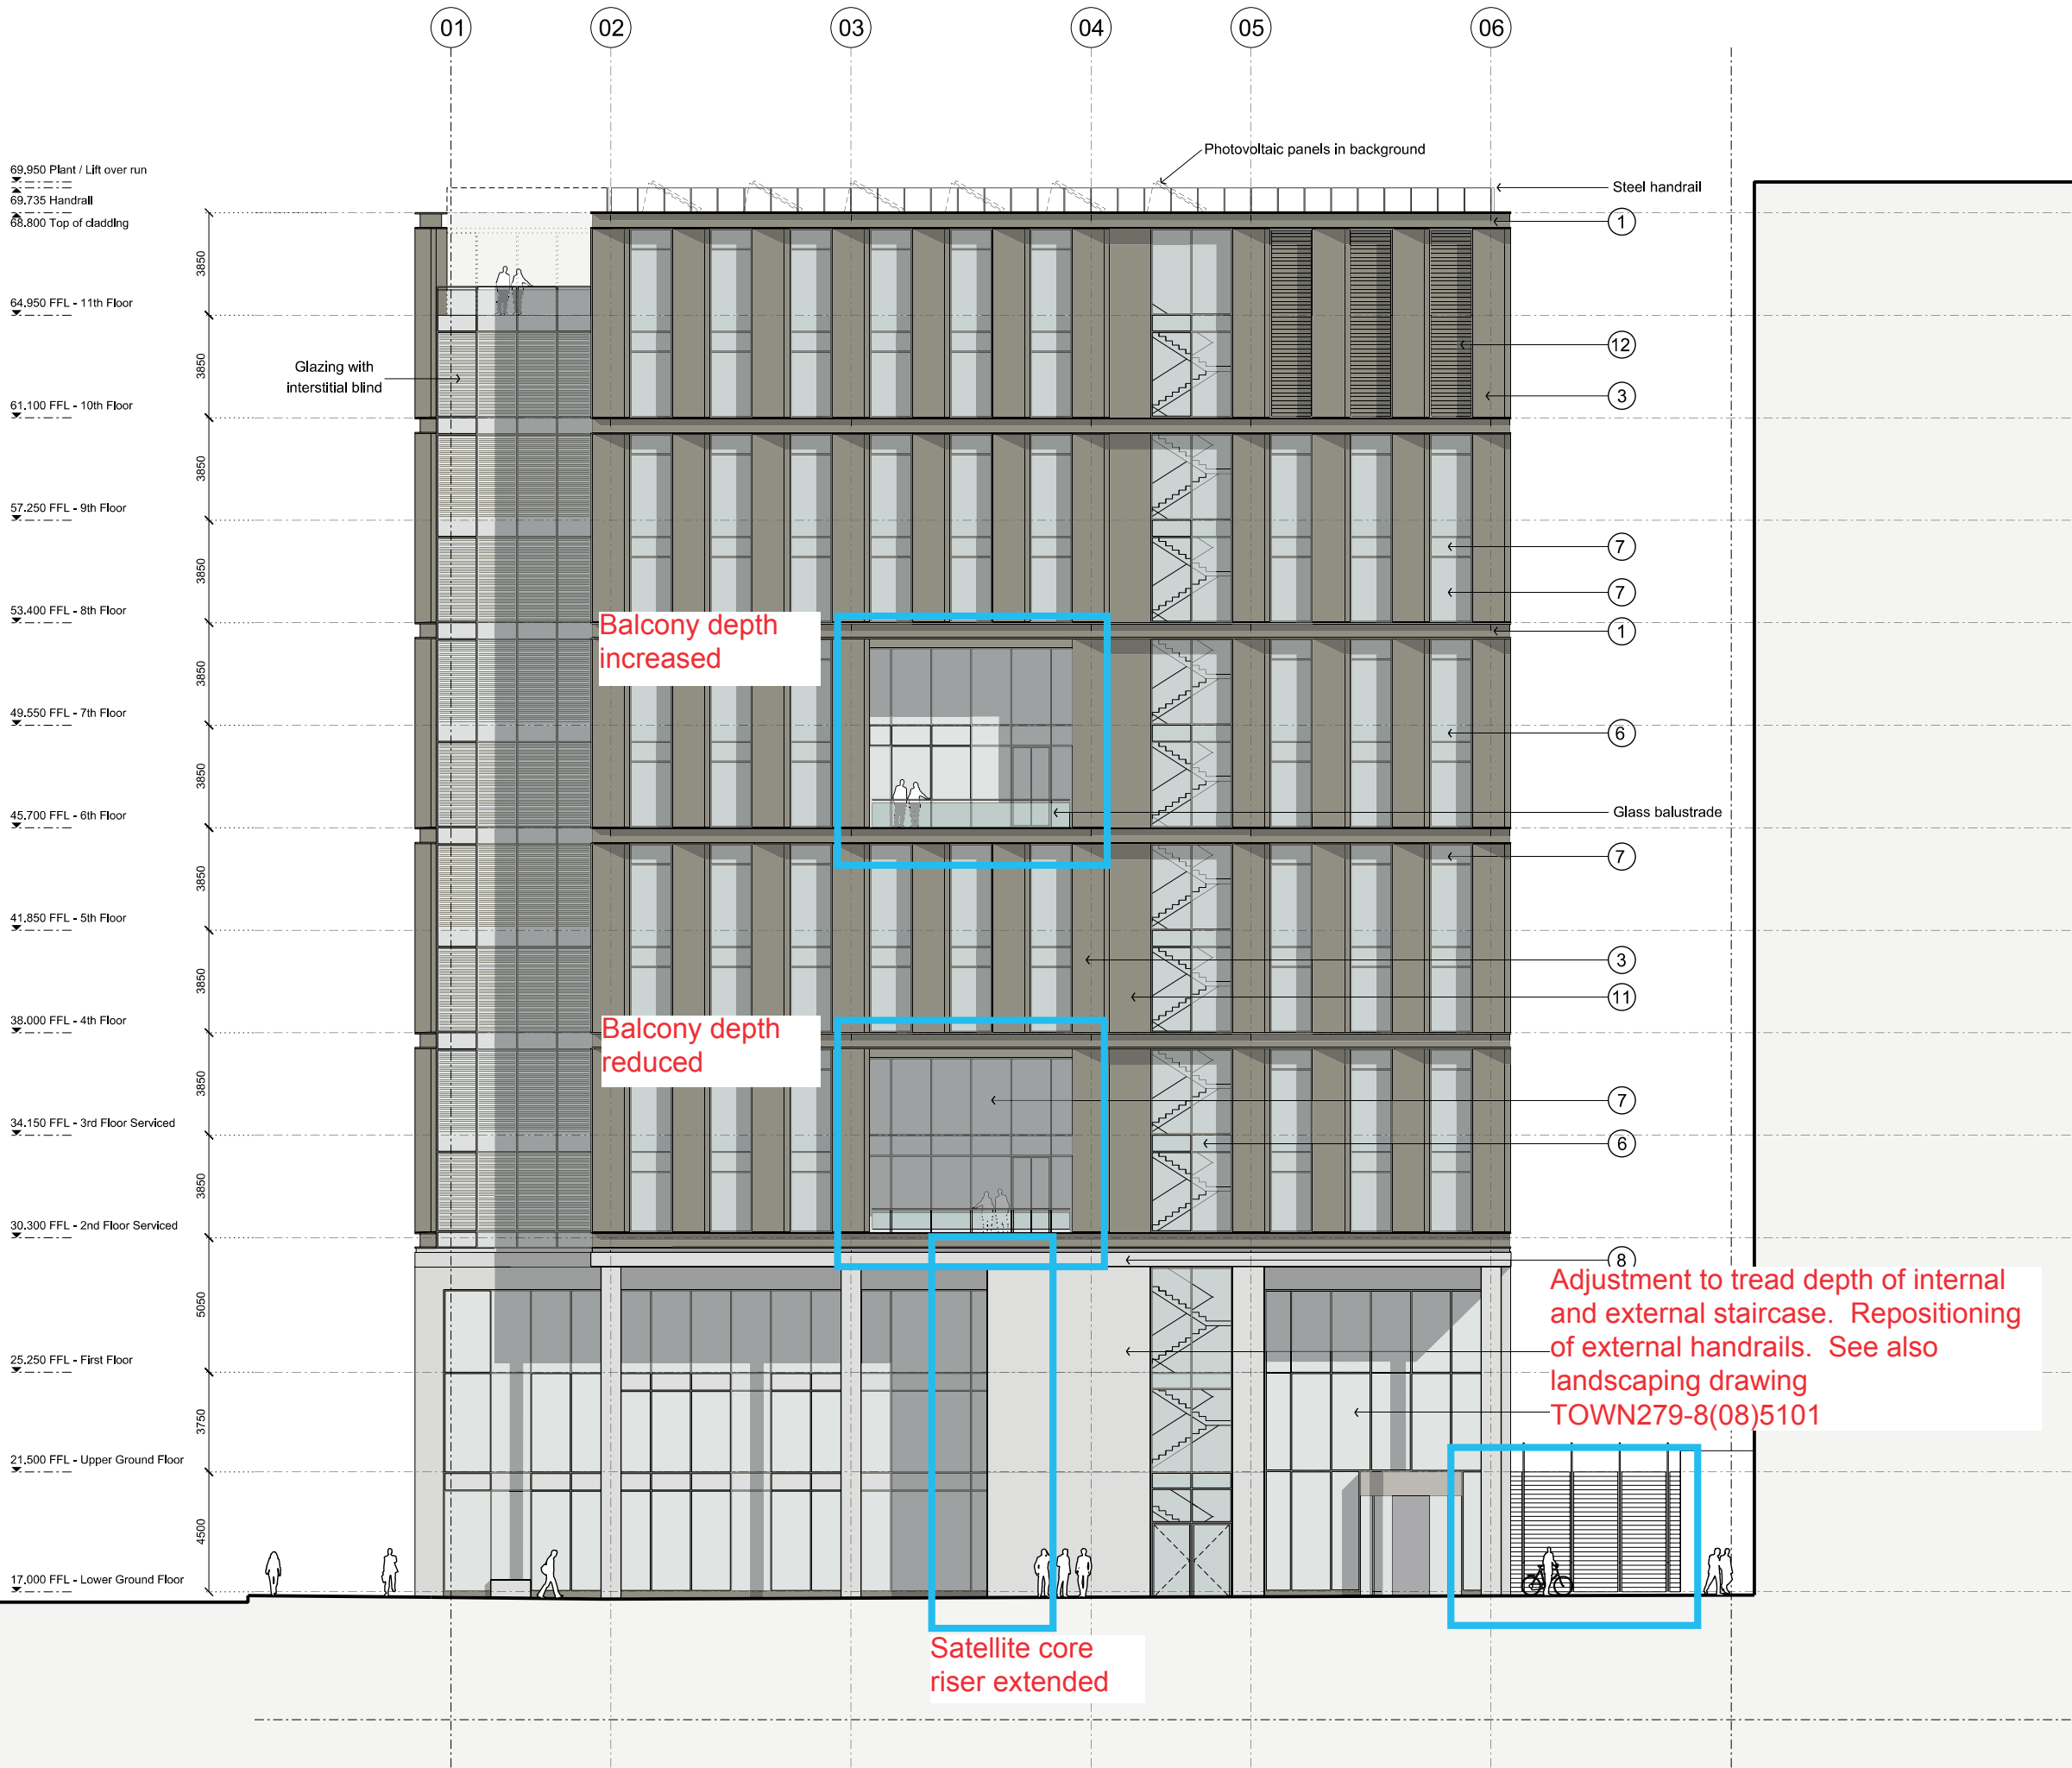 01 02 03 04 05 06
Photovoltaic panels in background
69.950 Plant / Lift over run
Steel handrail
69.735 Handrail
68.800 Top of cladding
1
3850
64.950 FFL - 11th Floor
12
3850
Glazing with
interstitial blind
3
61.100 FFL - 10th Floor
3850
57.250 FFL - 9th Floor
7
3850
7
53.400 FFL - 8th Floor
Balcony depth
increased
1
3850
49.550 FFL - 7th Floor
6
3850
45.700 FFL - 6th Floor
Glass balustrade
7
3850
41.850 FFL - 5th Floor
3
3850
11
38.000 FFL - 4th Floor
Balcony depth
reduced
3850
7
34.150 FFL - 3rd Floor Serviced
6
3850
30.300 FFL - 2nd Floor Serviced
8
5050
Adjustment to tread depth of internal
and external staircase. Repositioning
of external handrails. See also
landscaping drawing
TOWN279-8(08)5101
25.250 FFL - First Floor
3750
21.500 FFL - Upper Ground Floor
4500
17.000 FFL - Lower Ground Floor
Satellite core
riser extended